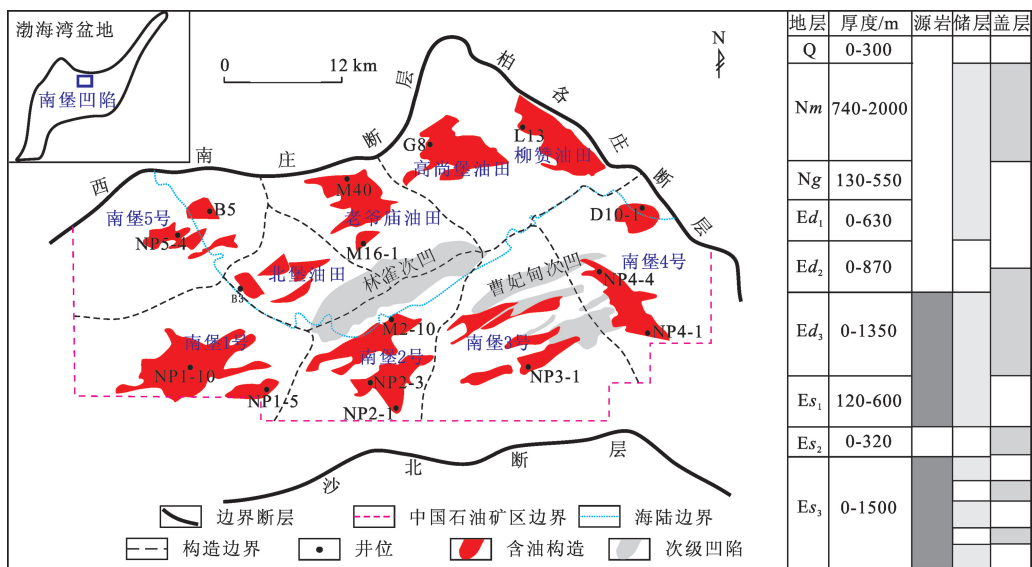 渤海湾盆地
南堡凹陷
0 12 km
N
西南庄断层
柏各庄断层
沙北断层
G8
高尚堡油田
L13
柳赞油田
M40
老爷庙油田
M16-1
南堡5号
B5
NP5-4
北堡油田
B3
林雀次凹
曹妃甸次凹
D10-1
南堡4号
NP4-4
NP4-1
南堡1号
NP1-10
NP1-5
M2-10
南堡2号
NP2-3
NP2-1
南堡3号
NP3-1
边界断层
中国石油矿区边界
海陆边界
构造边界
井位
含油构造
次级凹陷
地层 厚度/m 源岩 储层 盖层
Q 0-300
Nm 740-2000
Ng 130-550
Ed₁ 0-630
Ed₂ 0-870
Ed₃ 0-1350
Es₁ 120-600
Es₂ 0-320
Es₃ 0-1500